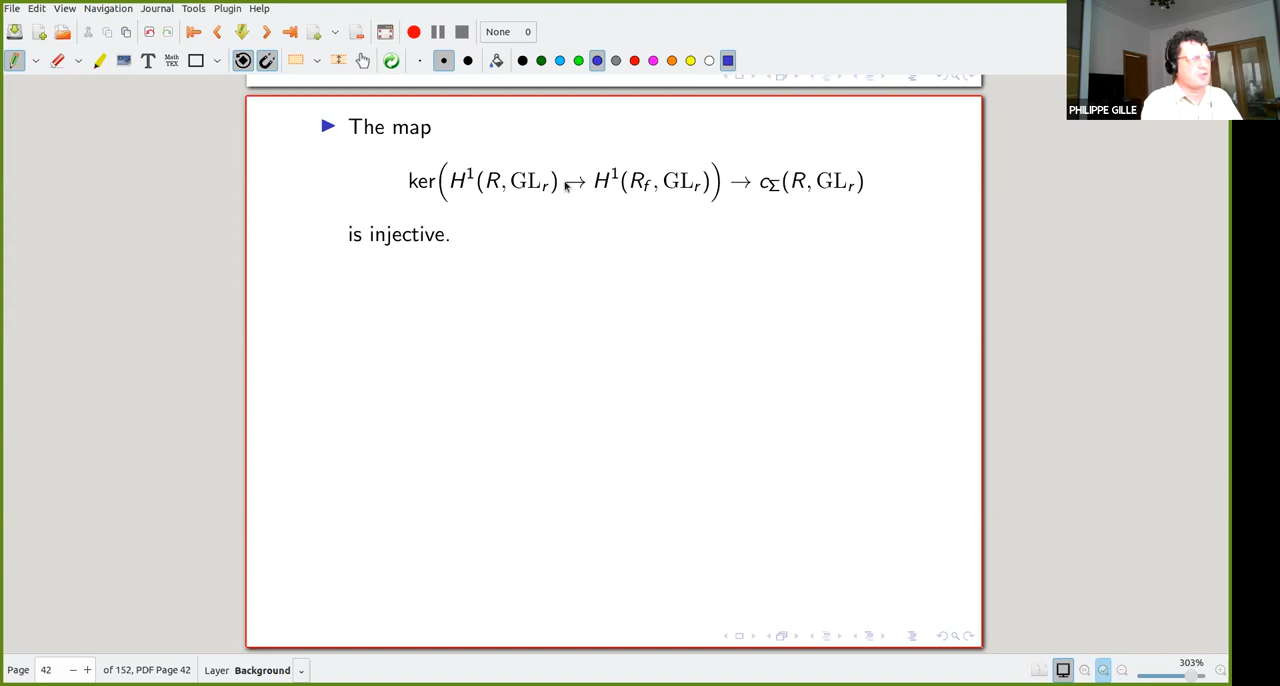 File Edit View Navigation Journal Tools Plugin Help
None 0
PHILIPPE GILLE
The map
ker(H¹(R, GLᵣ) → H¹(R_f, GLᵣ)) → c_Σ(R, GLᵣ)
is injective.
Page 42 of 152, PDF Page 42 Layer Background
303%